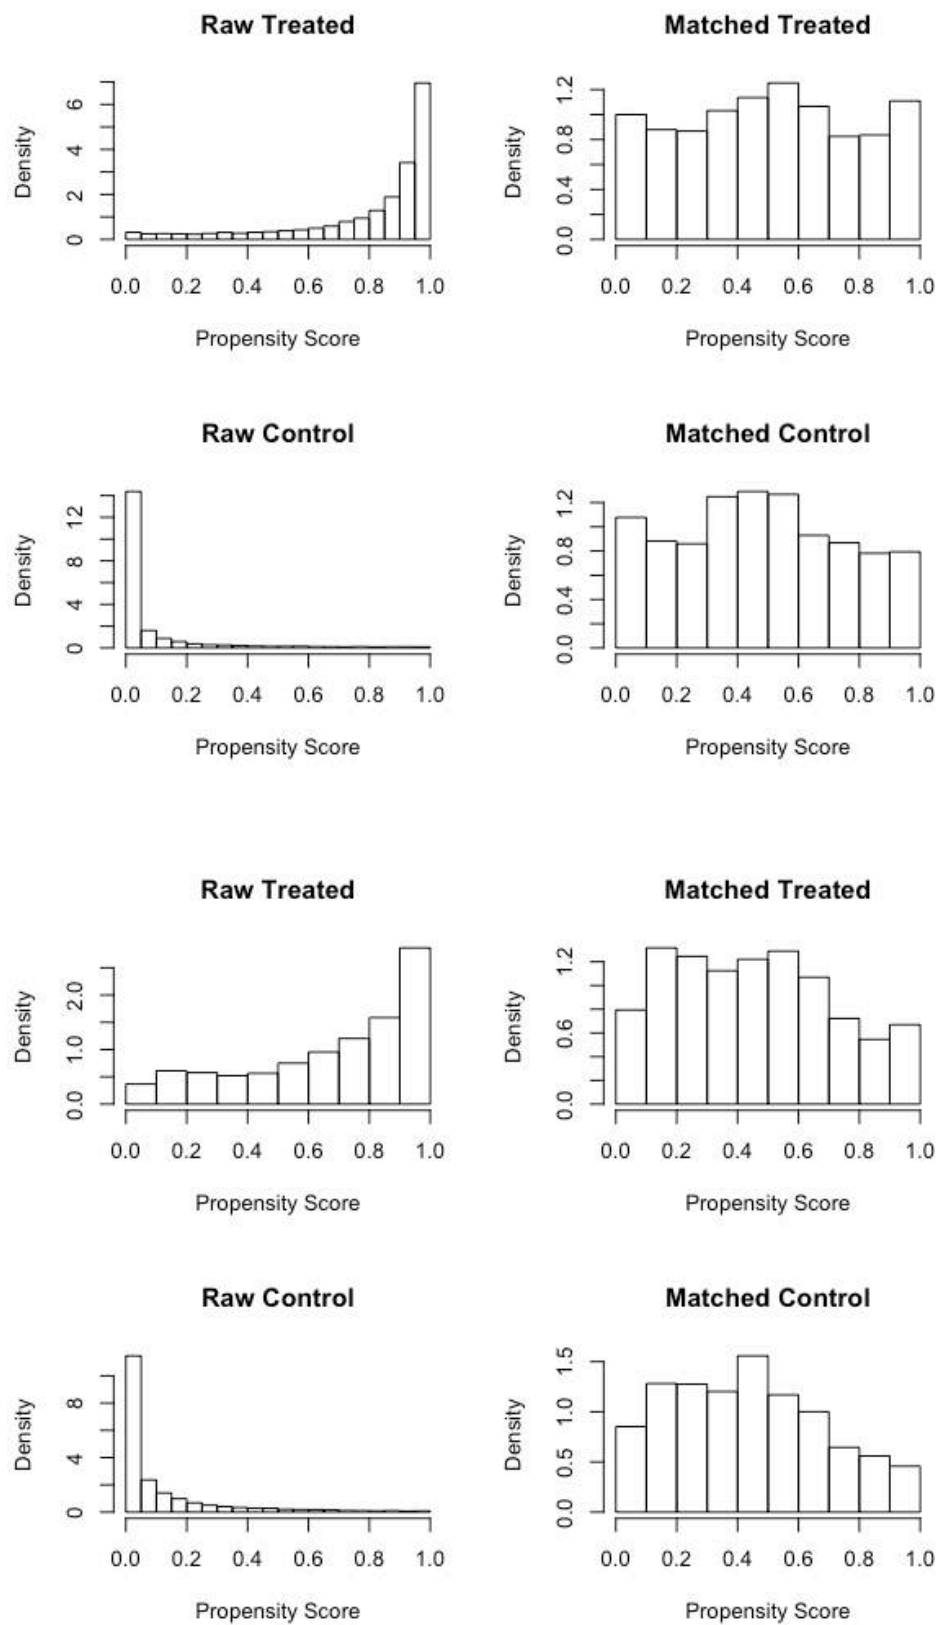 Raw Treated
Matched Treated
Density
0 2 4 6
0.0 0.2 0.4 0.6 0.8 1.0
Propensity Score
Density
0.0 0.4 0.8 1.2
0.0 0.2 0.4 0.6 0.8 1.0
Propensity Score
Raw Control
Matched Control
Density
0 4 8 12
0.0 0.2 0.4 0.6 0.8 1.0
Propensity Score
Density
0.0 0.4 0.8 1.2
0.0 0.2 0.4 0.6 0.8 1.0
Propensity Score
Raw Treated
Matched Treated
Density
0.0 1.0 2.0
0.0 0.2 0.4 0.6 0.8 1.0
Propensity Score
Density
0.0 0.6 1.2
0.0 0.2 0.4 0.6 0.8 1.0
Propensity Score
Raw Control
Matched Control
Density
0 4 8
0.0 0.2 0.4 0.6 0.8 1.0
Propensity Score
Density
0.0 0.5 1.0 1.5
0.0 0.2 0.4 0.6 0.8 1.0
Propensity Score